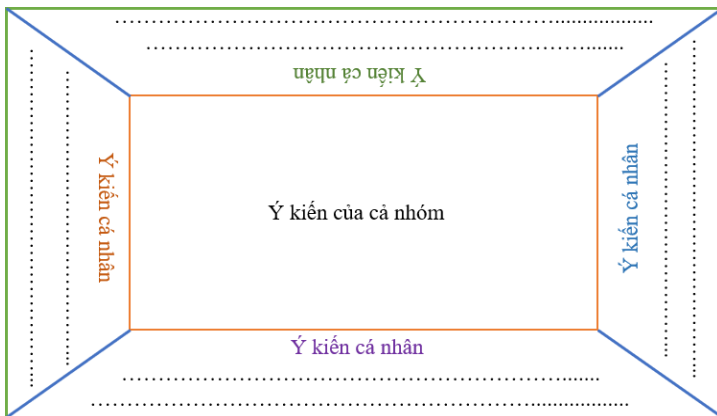 ……………………………………………………………................
…………………………………………………………….......
Ý kiến cá nhân
Ý kiến cá nhân
Ý kiến của cả nhóm
Ý kiến cá nhân
Ý kiến cá nhân
…………………………………………………………….......
……………………………………………………………................